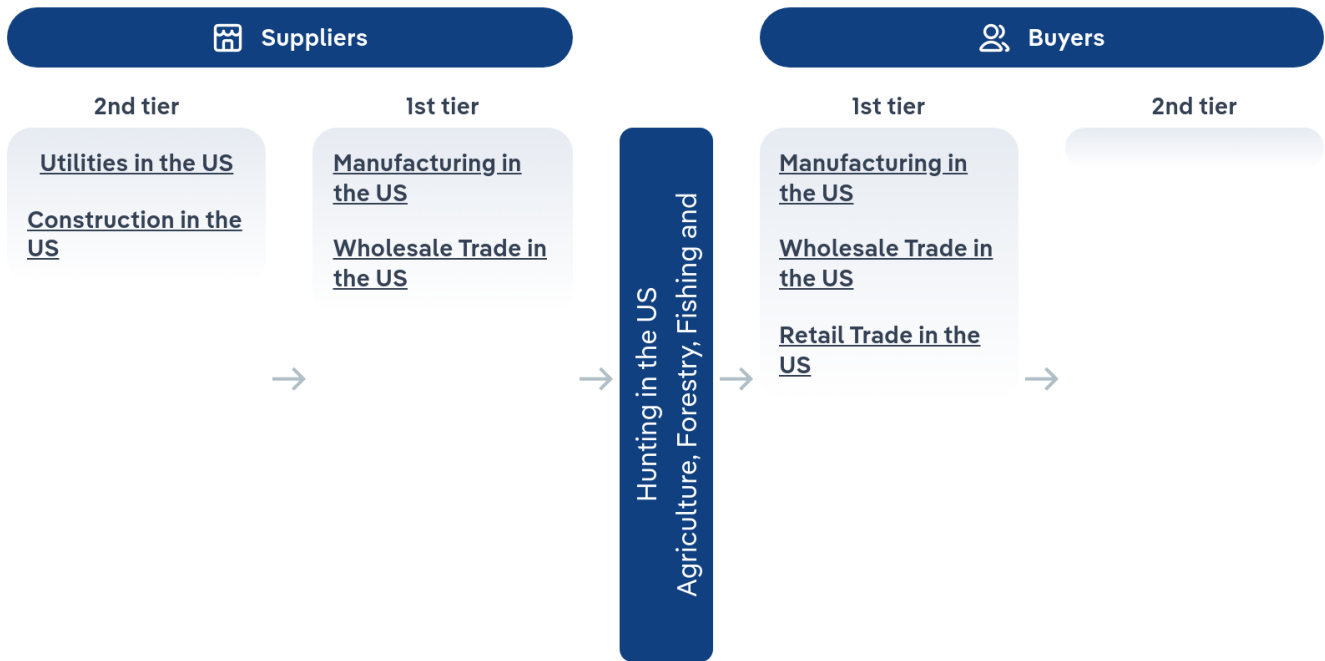 Suppliers
Buyers
2nd tier
1st tier
1st tier
2nd tier
Utilities in the US
Construction in the
US
Manufacturing in
the US
Wholesale Trade in
the US
Hunting in the US
Agriculture, Forestry, Fishing and
Manufacturing in
the US
Wholesale Trade in
the US
Retail Trade in the
US